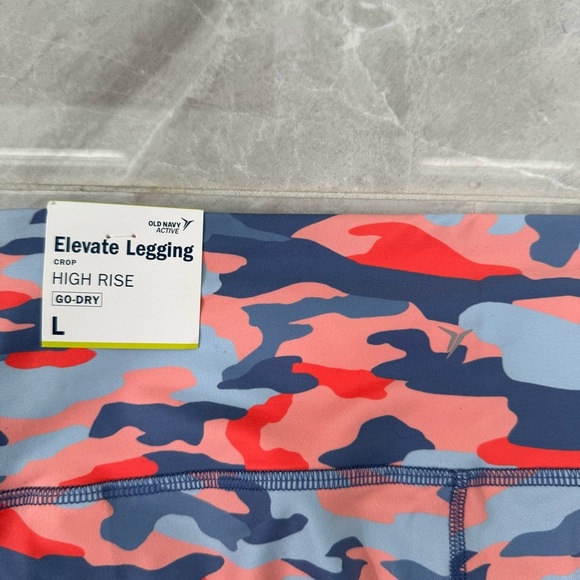 OLD NAVY
ACTIVE
Elevate Legging
CROP
HIGH RISE
GO-DRY
L